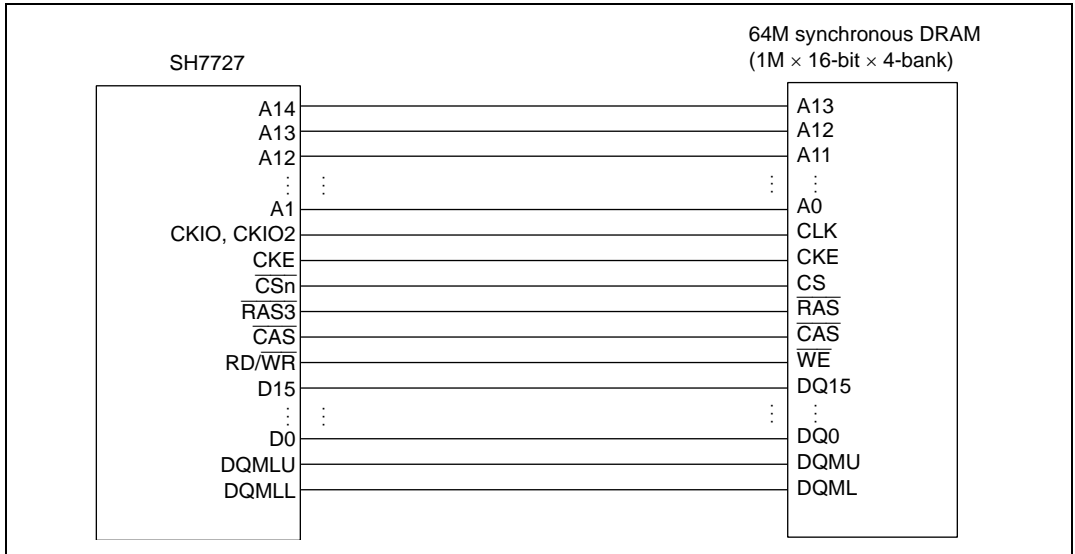 64M synchronous DRAM
SH7727
(1M × 16-bit × 4-bank)
A14 A13
A13 A12
A12 A11
A1 A0
CKIO, CKIO2 CLK
CKE CKE
CSn CS
RAS3 RAS
CAS CAS
RD/WR WE
D15 DQ15
D0 DQ0
DQMLU DQMU
DQMLL DQML